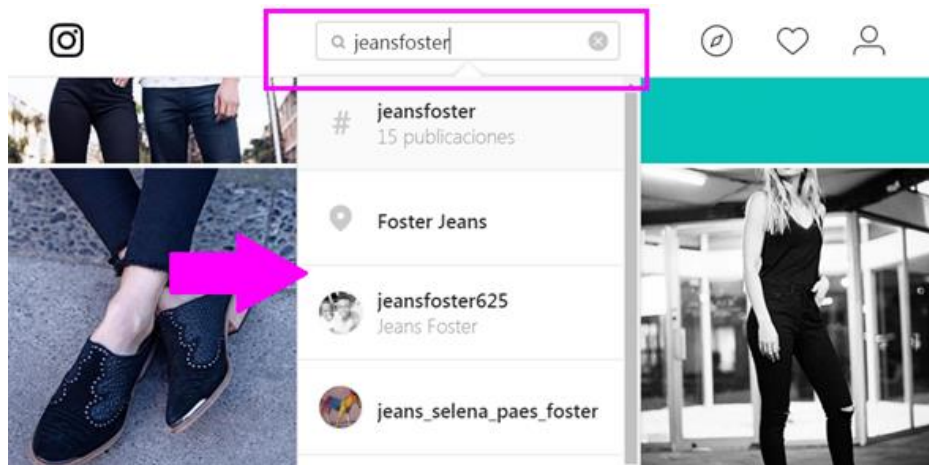 jeansfoster
jeansfoster
15 publicaciones
Foster Jeans
jeansfoster625
Jeans Foster
jeans_selena_paes_foster